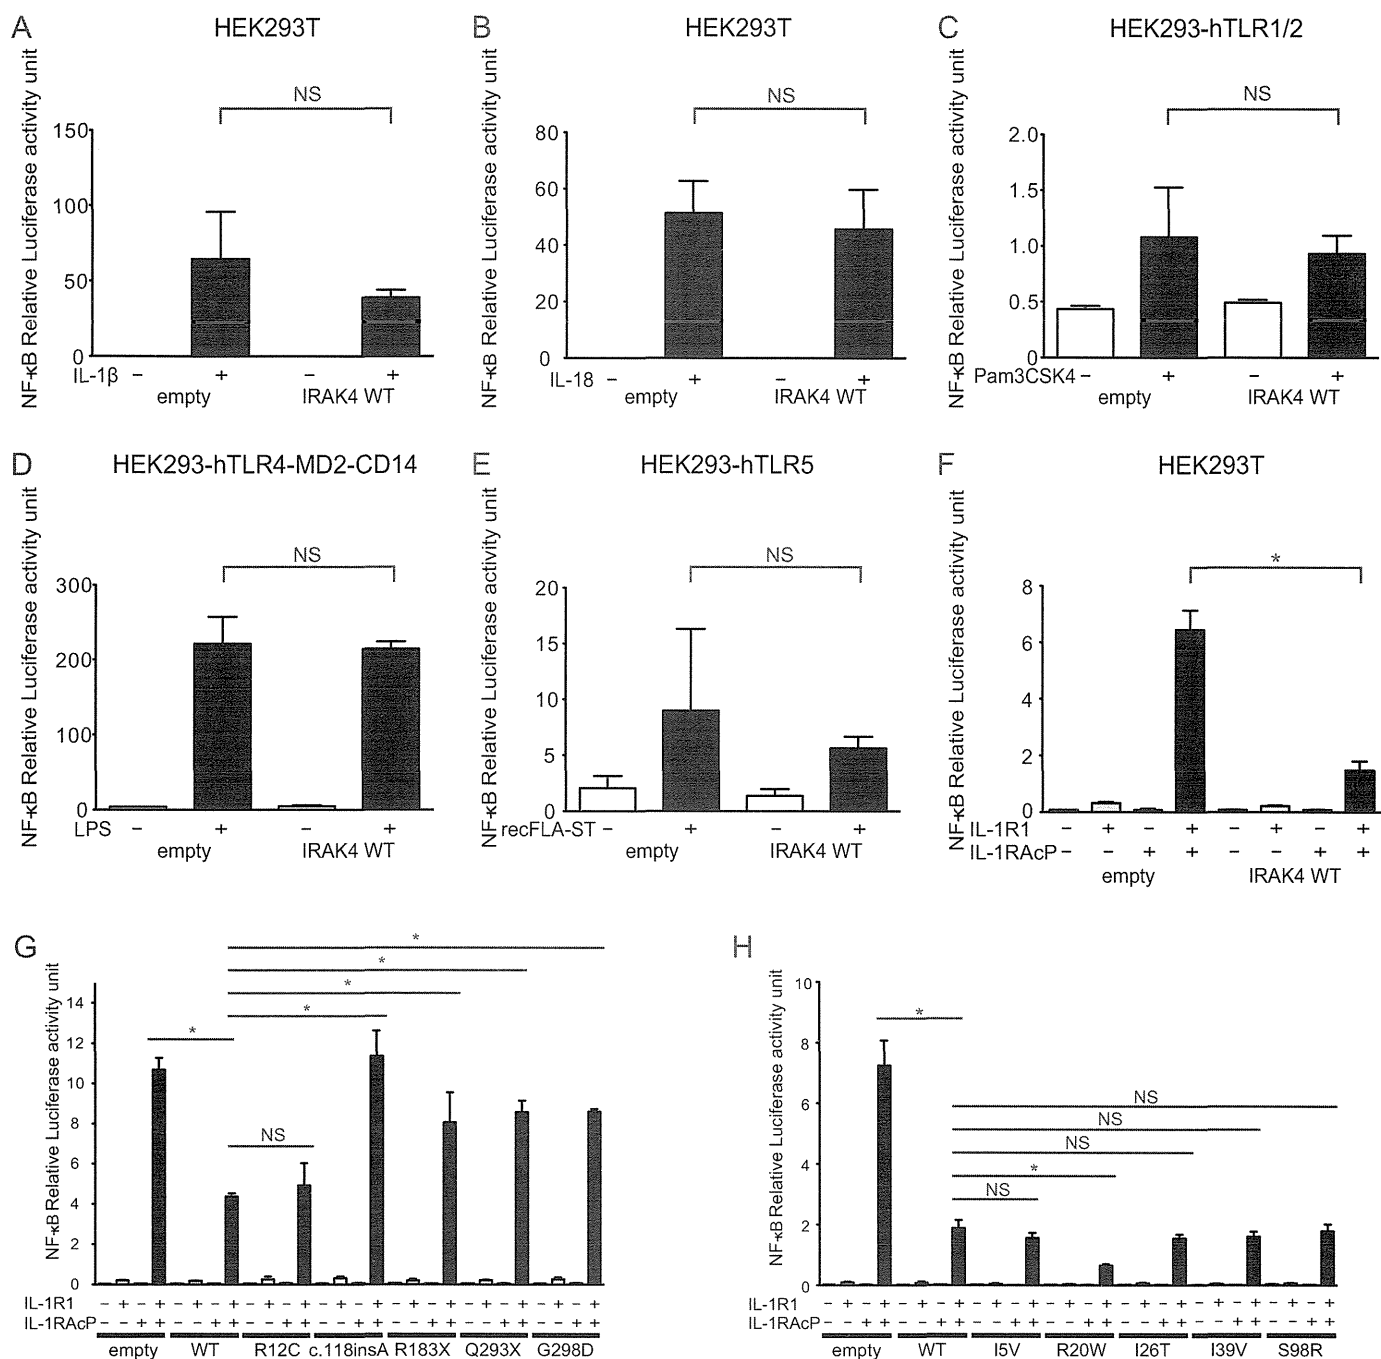 A HEK293T
NF-κB Relative Luciferase activity unit
NS
150
100
50
0
IL-1β − + − +
empty IRAK4 WT
B HEK293T
NF-κB Relative Luciferase activity unit
NS
80
60
40
20
0
IL-18 − + − +
empty IRAK4 WT
C HEK293-hTLR1/2
NF-κB Relative Luciferase activity unit
NS
2.0
1.5
1.0
0.5
0
Pam3CSK4 − + − +
empty IRAK4 WT
D HEK293-hTLR4-MD2-CD14
NF-κB Relative Luciferase activity unit
NS
300
200
100
0
LPS − + − +
empty IRAK4 WT
E HEK293-hTLR5
NF-κB Relative Luciferase activity unit
NS
20
15
10
5
0
recFLA-ST − + − +
empty IRAK4 WT
F HEK293T
NF-κB Relative Luciferase activity unit
*
8
6
4
2
0
IL-1R1 − + − + − + − +
IL-1RAcP − − + + − − + +
empty IRAK4 WT
G
NF-κB Relative Luciferase activity unit
*
*
*
*
*
NS
14
12
10
8
6
4
2
0
IL-1R1 − + − + − + − + − + − + − + − + − + − + − + − + − + − +
IL-1RAcP − − + + − − + + − − + + − − + + − − + + − − + + − − + +
empty WT R12C c.118insA R183X Q293X G298D
H
NF-κB Relative Luciferase activity unit
*
NS
NS
NS
*
NS
10
8
6
4
2
0
IL-1R1 − + − + − + − + − + − + − + − + − + − + − + − + − + − +
IL-1RAcP − − + + − − + + − − + + − − + + − − + + − − + + − − + +
empty WT I5V R20W I26T I39V S98R